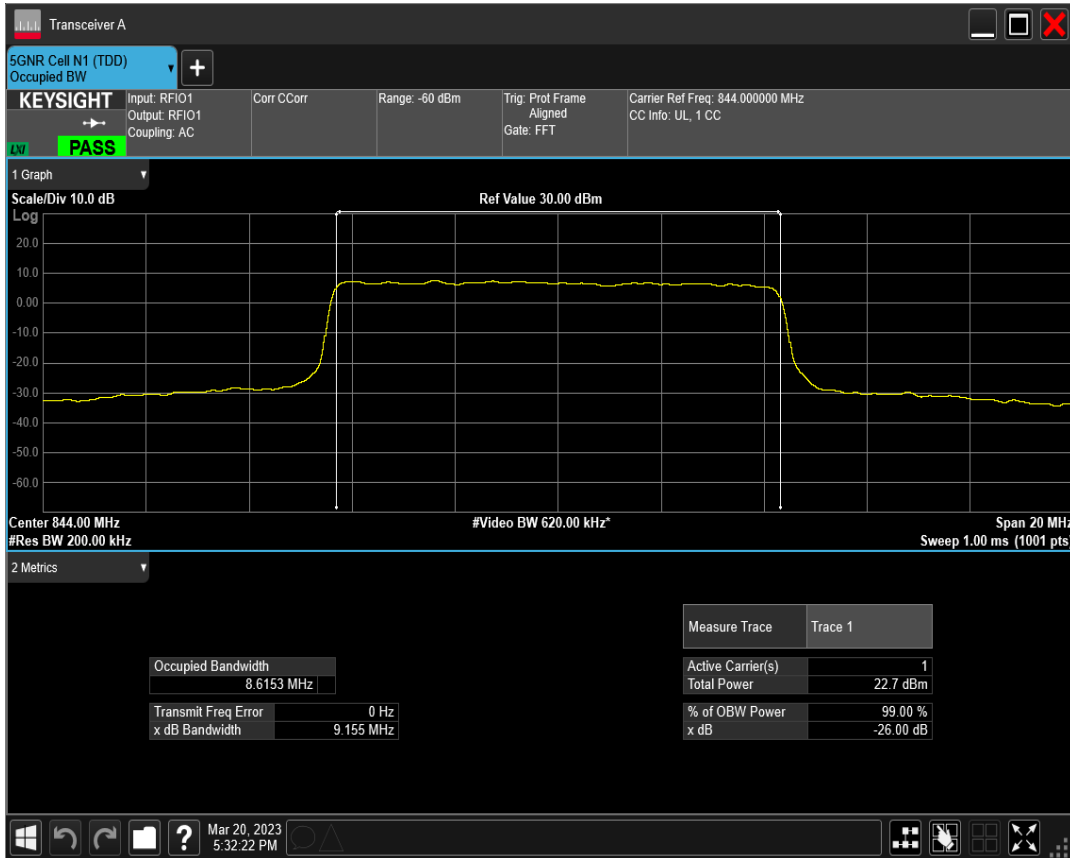 Transceiver A
5GNR Cell N1 (TDD)
Occupied BW
+
KEYSIGHT
LXI
PASS
Input: RFIO1
Output: RFIO1
Coupling: AC
Corr CCorr
Range: -60 dBm
Trig: Prot Frame
Aligned
Gate: FFT
Carrier Ref Freq: 844.000000 MHz
CC Info: UL, 1 CC
1 Graph
Scale/Div 10.0 dB
Ref Value 30.00 dBm
Log
20.0
10.0
0.00
-10.0
-20.0
-30.0
-40.0
-50.0
-60.0
Center 844.00 MHz
#Video BW 620.00 kHz*
Span 20 MHz
#Res BW 200.00 kHz
Sweep 1.00 ms (1001 pts)
2 Metrics
Measure Trace Trace 1
Occupied Bandwidth
8.6153 MHz
Active Carrier(s) 1
Total Power 22.7 dBm
Transmit Freq Error 0 Hz
x dB Bandwidth 9.155 MHz
% of OBW Power 99.00 %
x dB -26.00 dB
?
Mar 20, 2023
5:32:22 PM